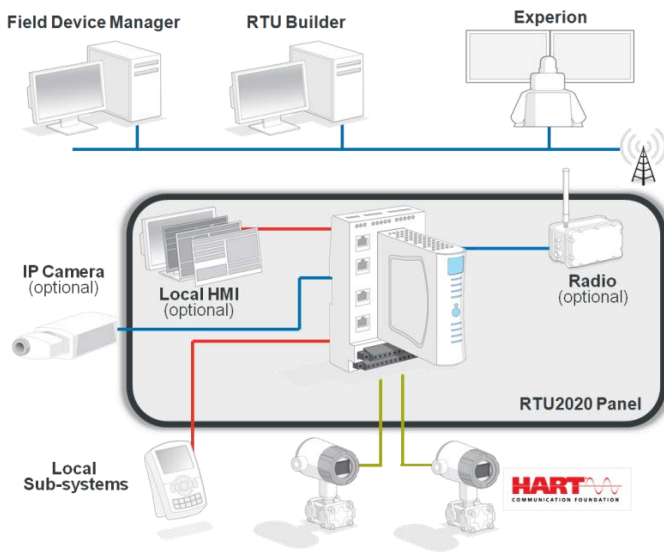 Field Device Manager
RTU Builder
Experion
IP Camera
(optional)
Local HMI
(optional)
Radio
(optional)
RTU2020 Panel
Local
Sub-systems
HART
COMMUNICATION FOUNDATION